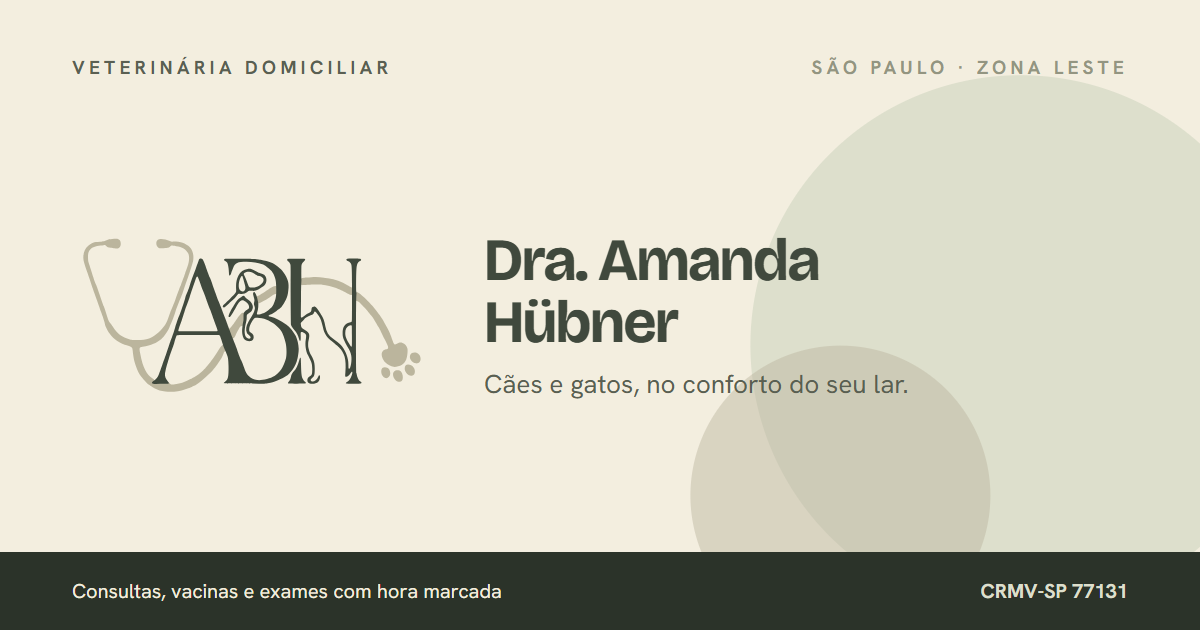 VETERINÁRIA DOMICILIAR
SÃO PAULO · ZONA LESTE
ABH
Dra. Amanda
Hübner
Cães e gatos, no conforto do seu lar.
Consultas, vacinas e exames com hora marcada
CRMV-SP 77131